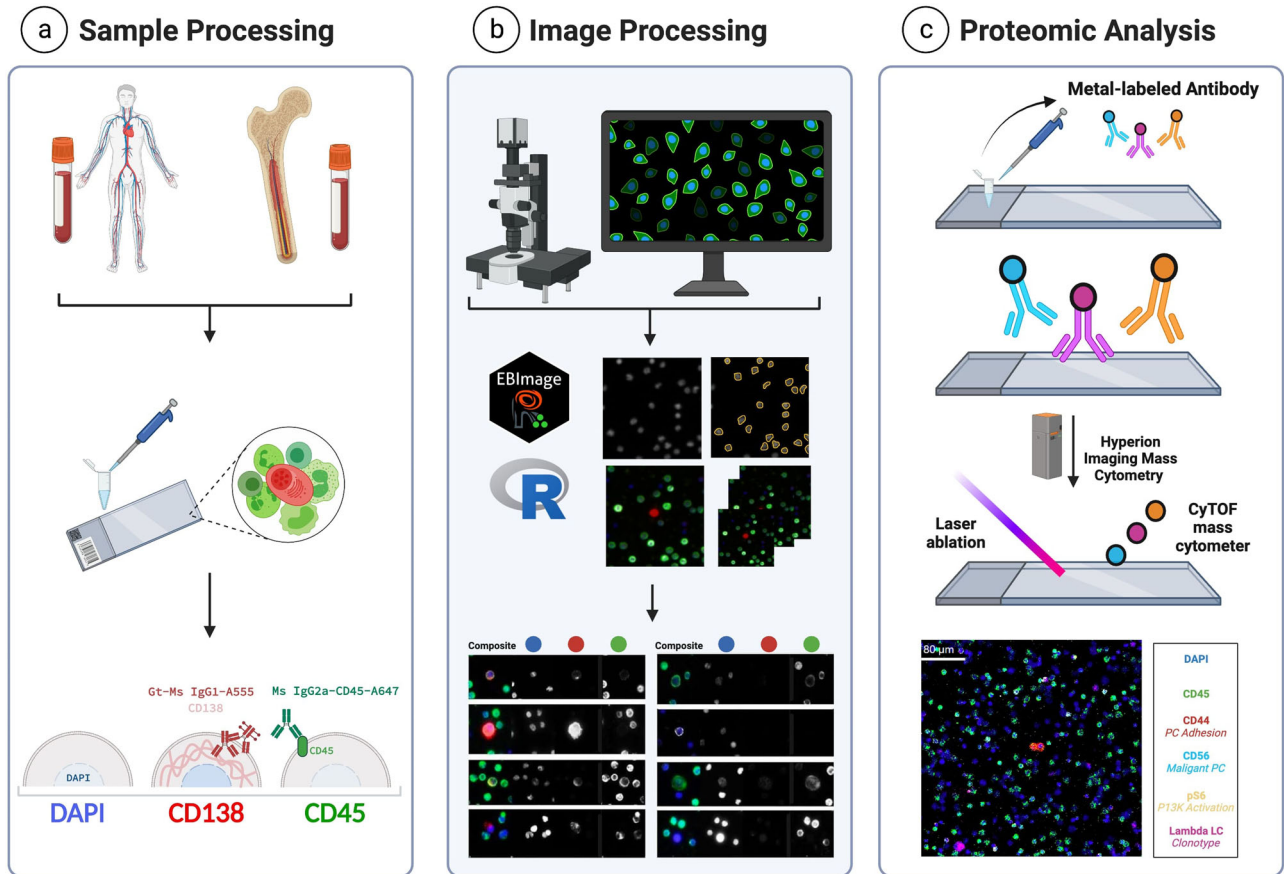 a Sample Processing
Gt-Ms IgG1-A555
CD138
Ms IgG2a-CD45-A647
CD45
DAPI
DAPI
CD138
CD45
b Image Processing
EBImage
R
Composite
Composite
c Proteomic Analysis
Metal-labeled Antibody
Hyperion
Imaging Mass
Cytometry
Laser
ablation
CyTOF
mass
cytometer
80 µm
DAPI
CD45
CD44
PC Adhesion
CD56
Maligant PC
pS6
P13K Activation
Lambda LC
Clonotype